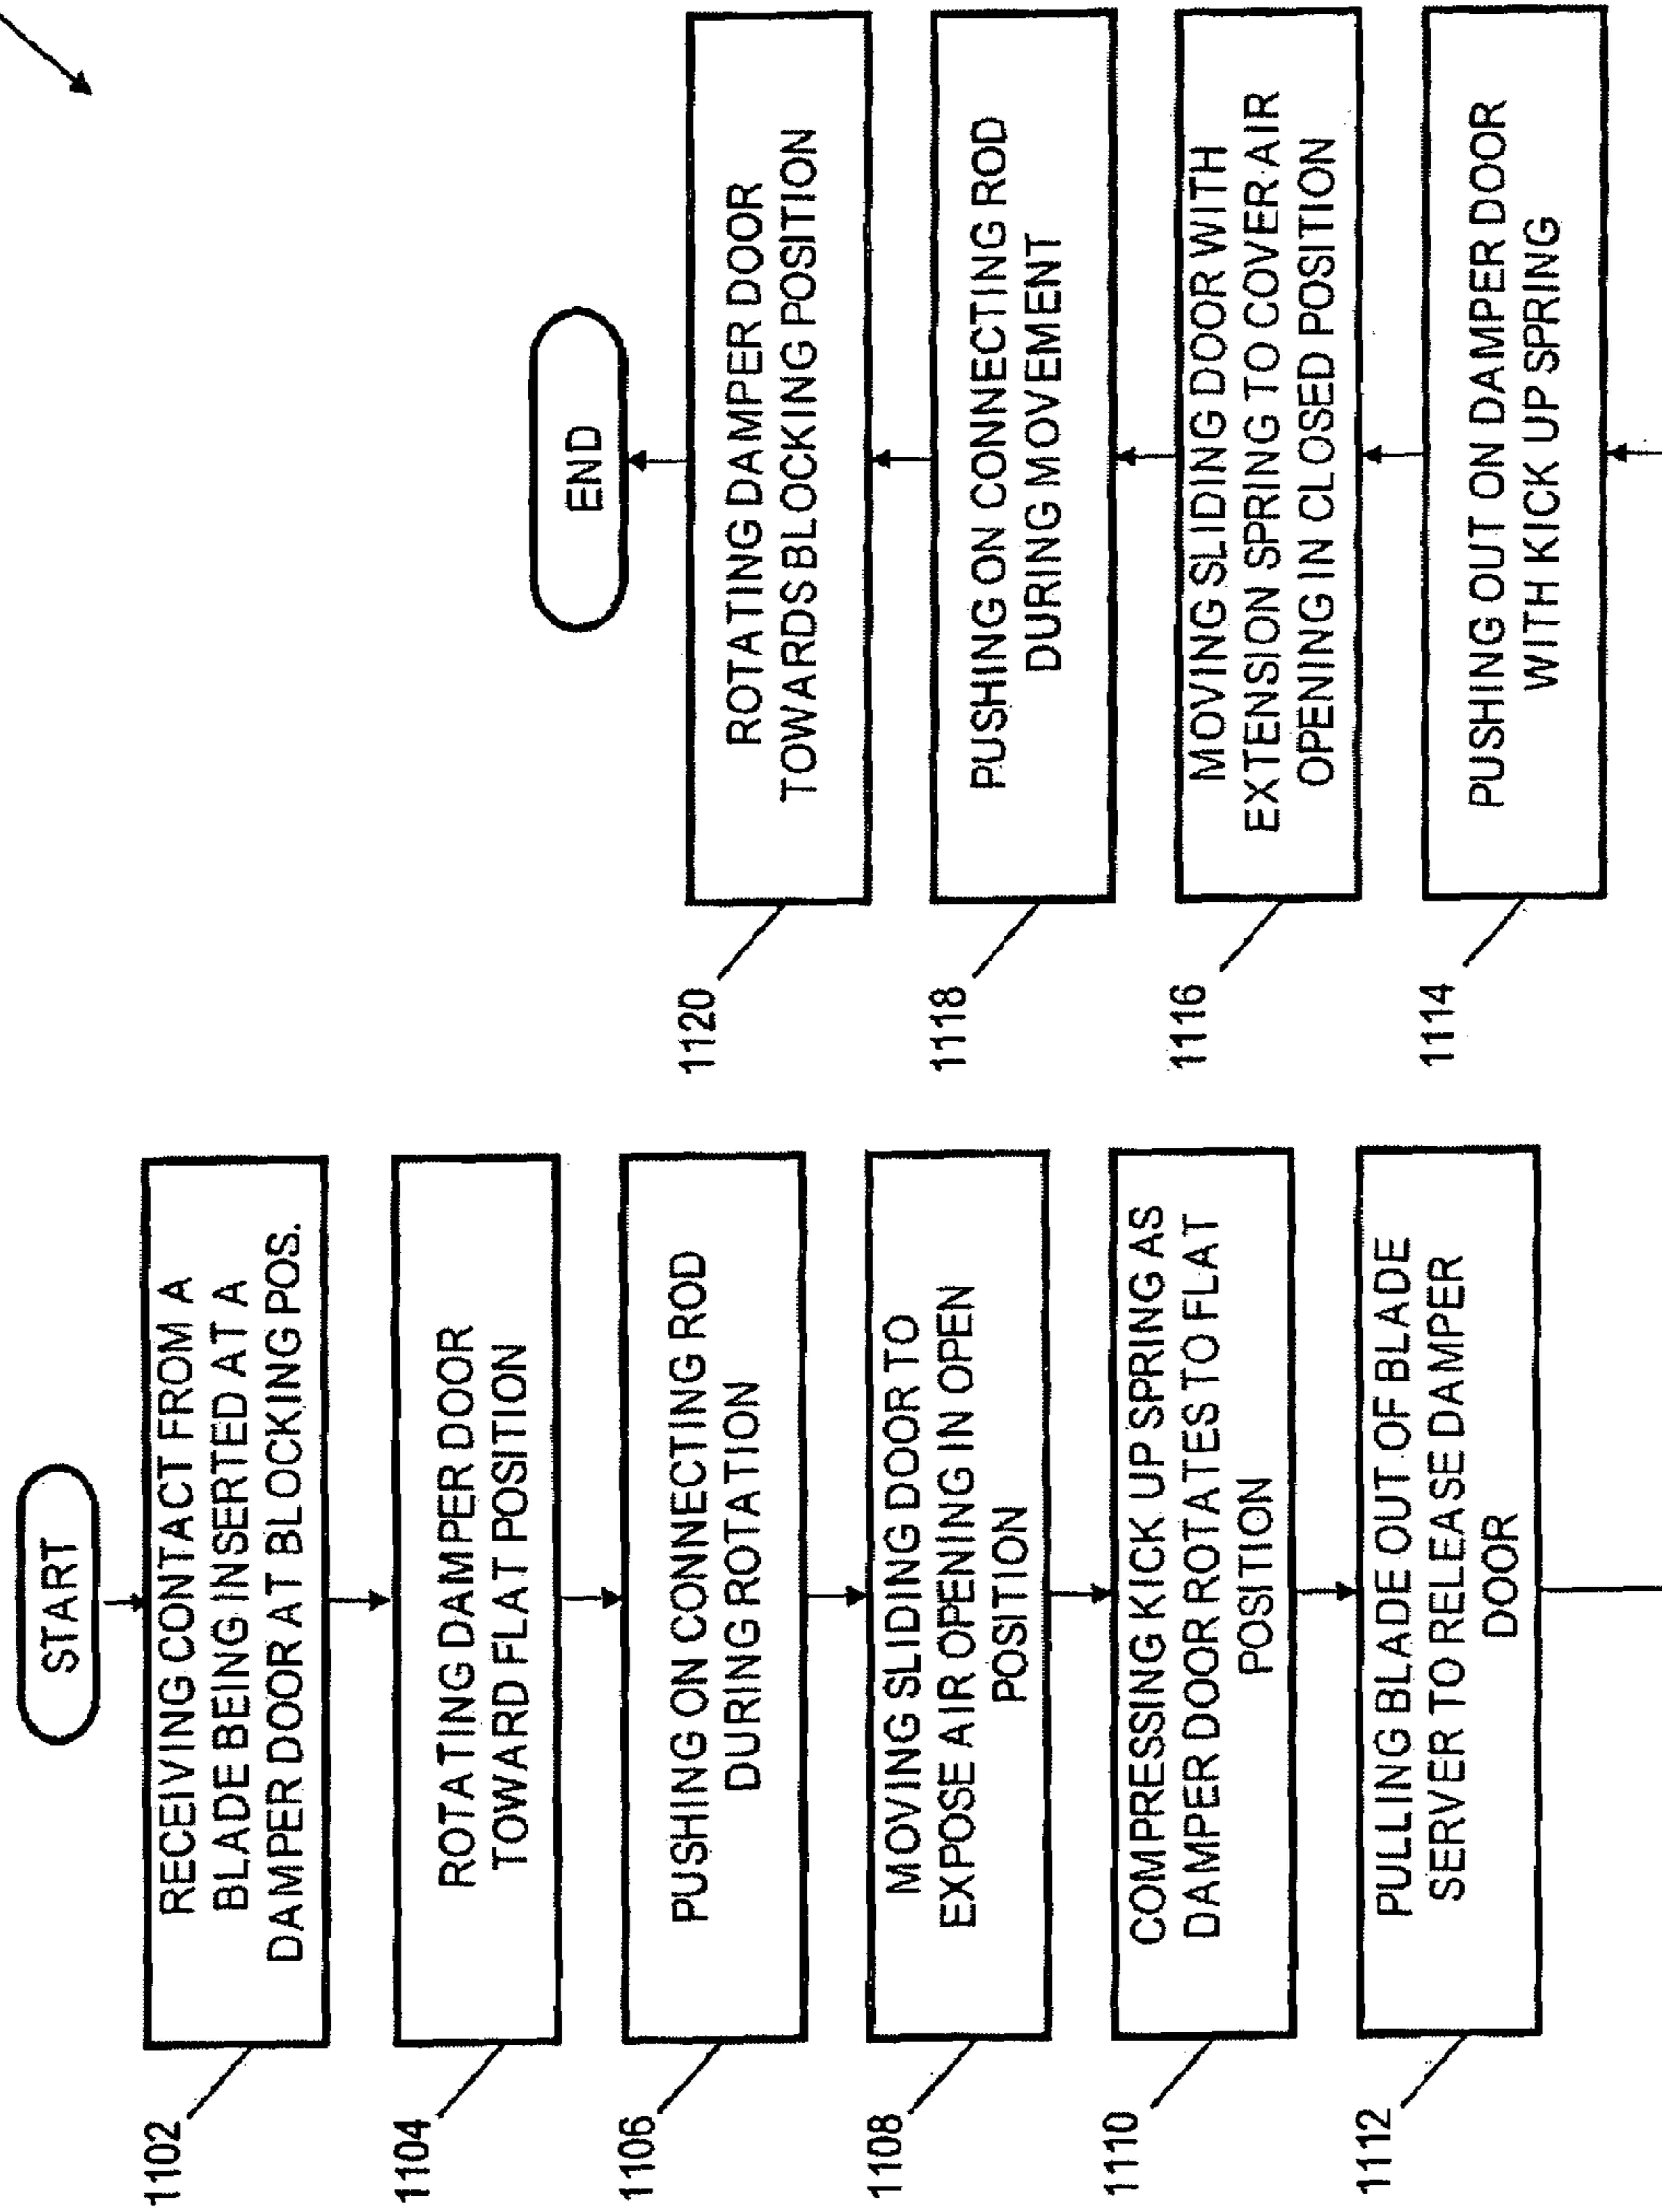 START
1102
RECEIVING CONTACT FROM A
BLADE BEING INSERTED AT A
DAMPER DOOR AT BLOCKING POS.
1104
ROTATING DAMPER DOOR
TOWARD FLAT POSITION
1106
PUSHING ON CONNECTING ROD
DURING ROTATION
1108
MOVING SLIDING DOOR TO
EXPOSE AIR OPENING IN OPEN
POSITION
1110
COMPRESSING KICK UP SPRING AS
DAMPER DOOR ROTATES TO FLAT
POSITION
1112
PULLING BLADE OUT OF BLADE
SERVER TO RELEASE DAMPER
DOOR
1114
PUSHING OUT ON DAMPER DOOR
WITH KICK UP SPRING
1116
MOVING SLIDING DOOR WITH
EXTENSION SPRING TO COVER AIR
OPENING IN CLOSED POSITION
1118
PUSHING ON CONNECTING ROD
DURING MOVEMENT
1120
ROTATING DAMPER DOOR
TOWARDS BLOCKING POSITION
END